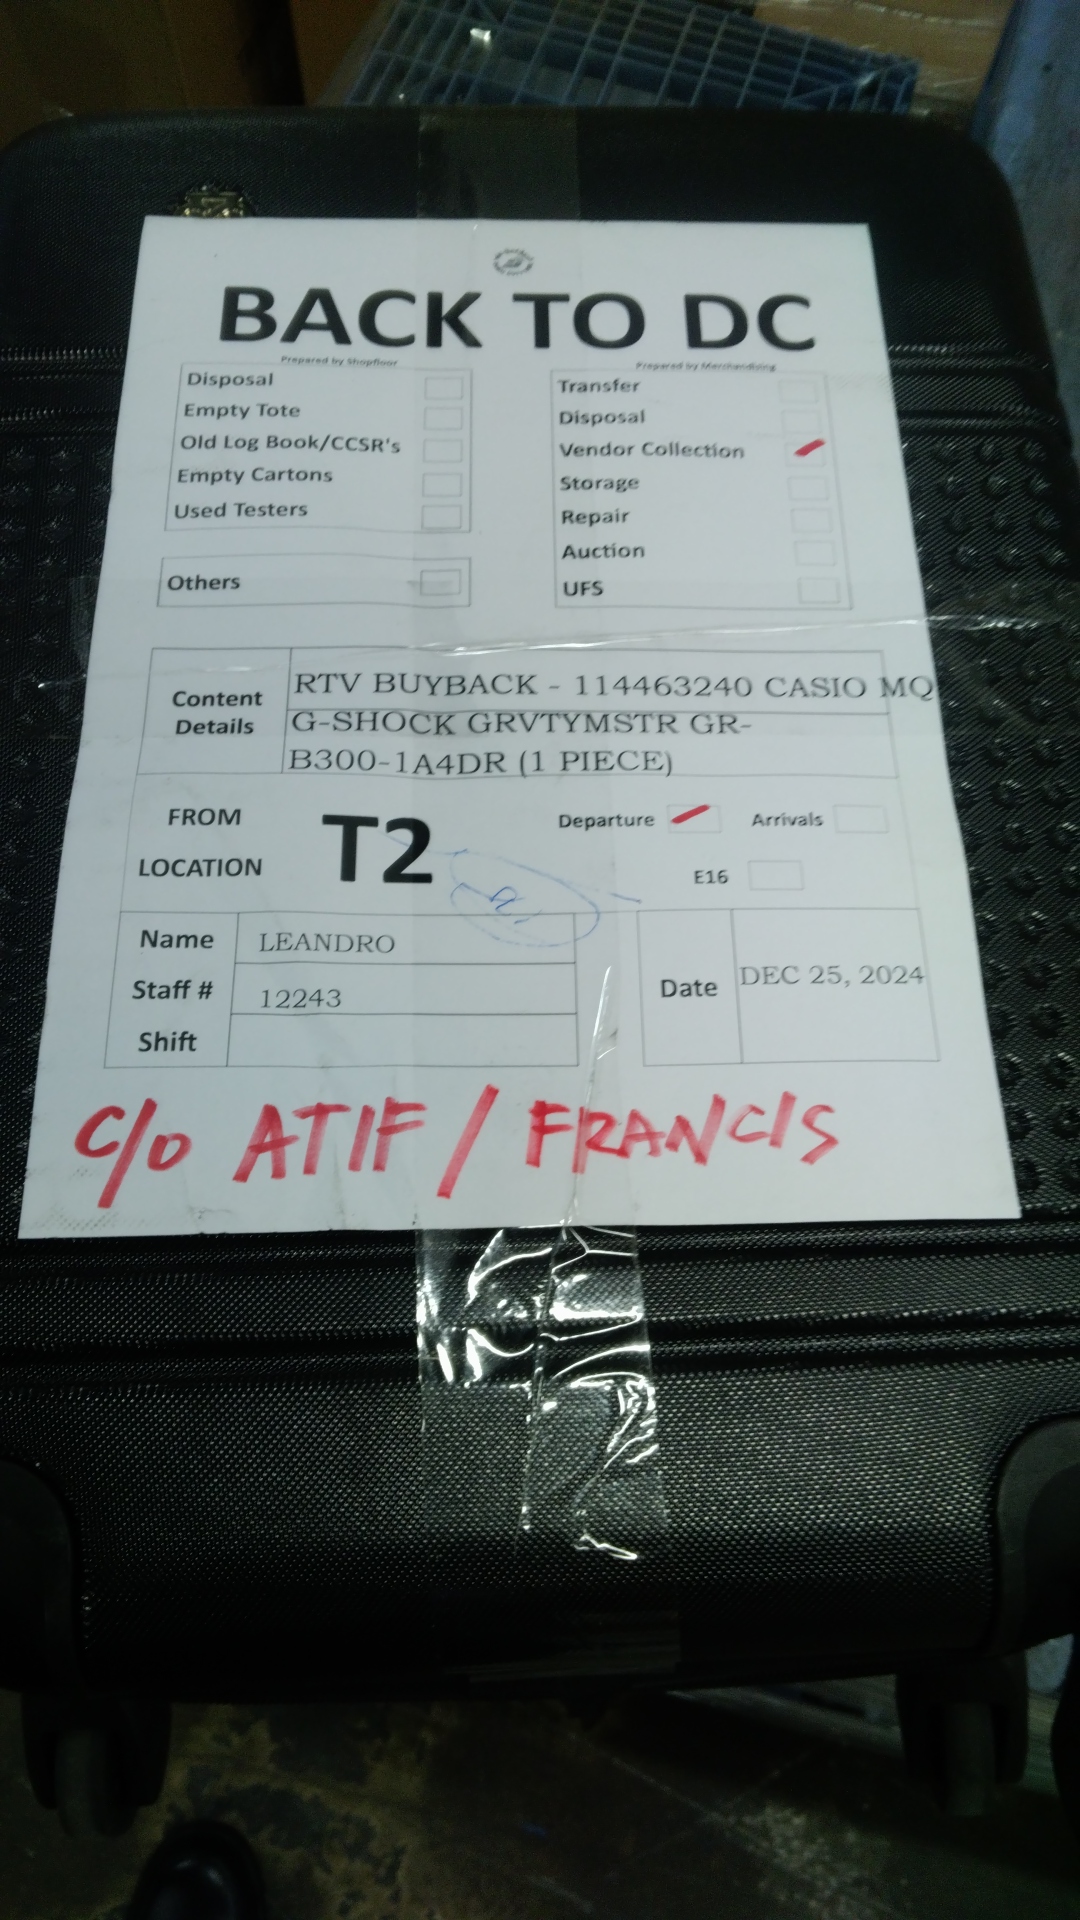 BACK TO DC
Prepared by Shopfloor
Disposal
Empty Tote
Old Log Book/CCSR's
Empty Cartons
Used Testers
Others
Prepared by Merchandising
Transfer
Disposal
Vendor Collection
Storage
Repair
Auction
UFS
Content Details
RTV BUYBACK - 114463240 CASIO MQ
G-SHOCK GRVTYMSTR GR-
B300-1A4DR (1 PIECE)
FROM
LOCATION
T2
Departure
Arrivals
E16
Name LEANDRO
Staff # 12243
Shift
Date DEC 25, 2024
C/O ATIF / FRANCIS